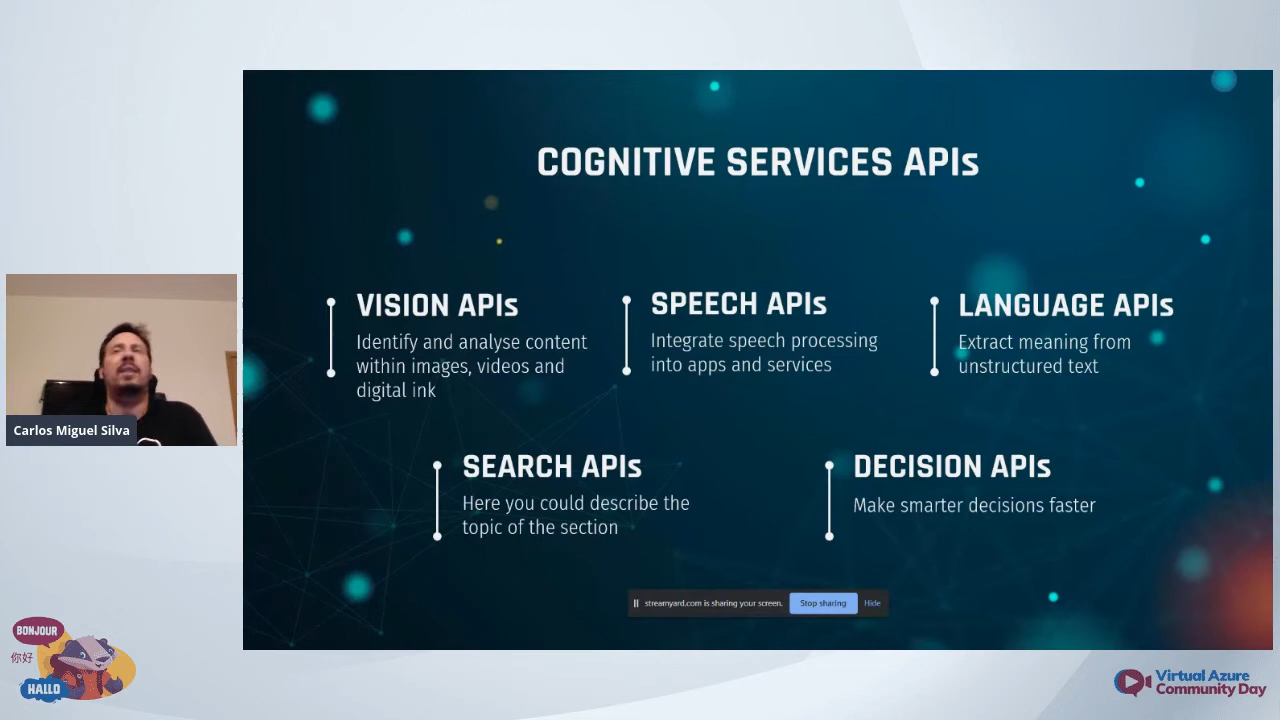 COGNITIVE SERVICES APIs
VISION APIs
Identify and analyse content
within images, videos and
digital ink
SPEECH APIs
Integrate speech processing
into apps and services
LANGUAGE APIs
Extract meaning from
unstructured text
SEARCH APIs
Here you could describe the
topic of the section
DECISION APIs
Make smarter decisions faster
streamyard.com is sharing your screen.
Stop sharing
Hide
Carlos Miguel Silva
BONJOUR
你好
HALLO
Virtual Azure
Community Day